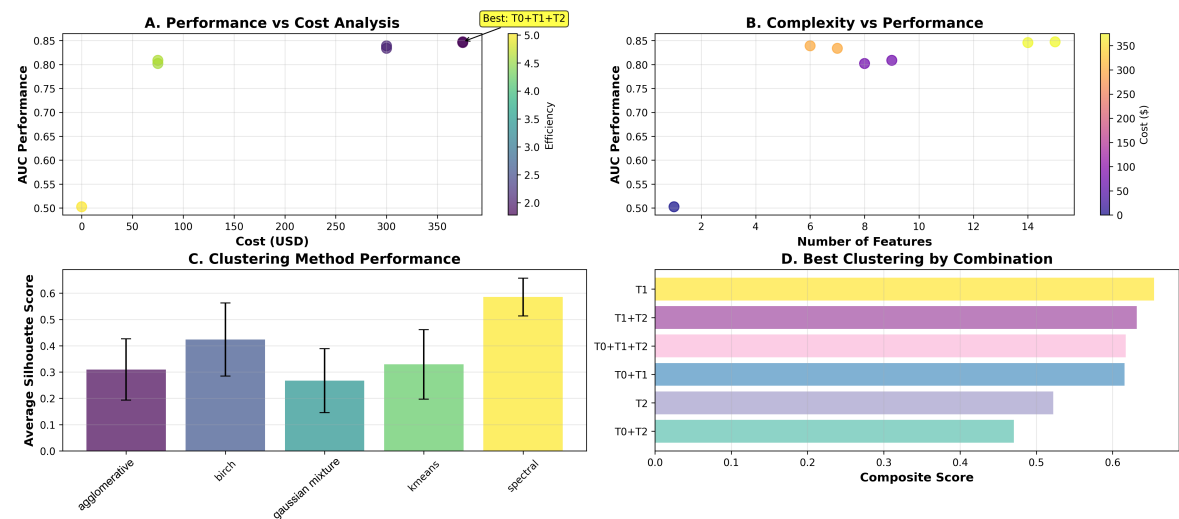 A. Performance vs Cost Analysis
Best: T0+T1+T2
AUC Performance
0.85
0.80
0.75
0.70
0.65
0.60
0.55
0.50
0
50
100
150
200
250
300
350
Cost (USD)
5.0
4.5
4.0
3.5
3.0
2.5
2.0
Efficiency
B. Complexity vs Performance
AUC Performance
0.85
0.80
0.75
0.70
0.65
0.60
0.55
0.50
2
4
6
8
10
12
14
Number of Features
350
300
250
200
150
100
50
0
Cost ($)
C. Clustering Method Performance
Average Silhouette Score
0.6
0.5
0.4
0.3
0.2
0.1
0.0
agglomerative
birch
gaussian mixture
kmeans
spectral
D. Best Clustering by Combination
T1
T1+T2
T0+T1+T2
T0+T1
T2
T0+T2
0.0
0.1
0.2
0.3
0.4
0.5
0.6
Composite Score